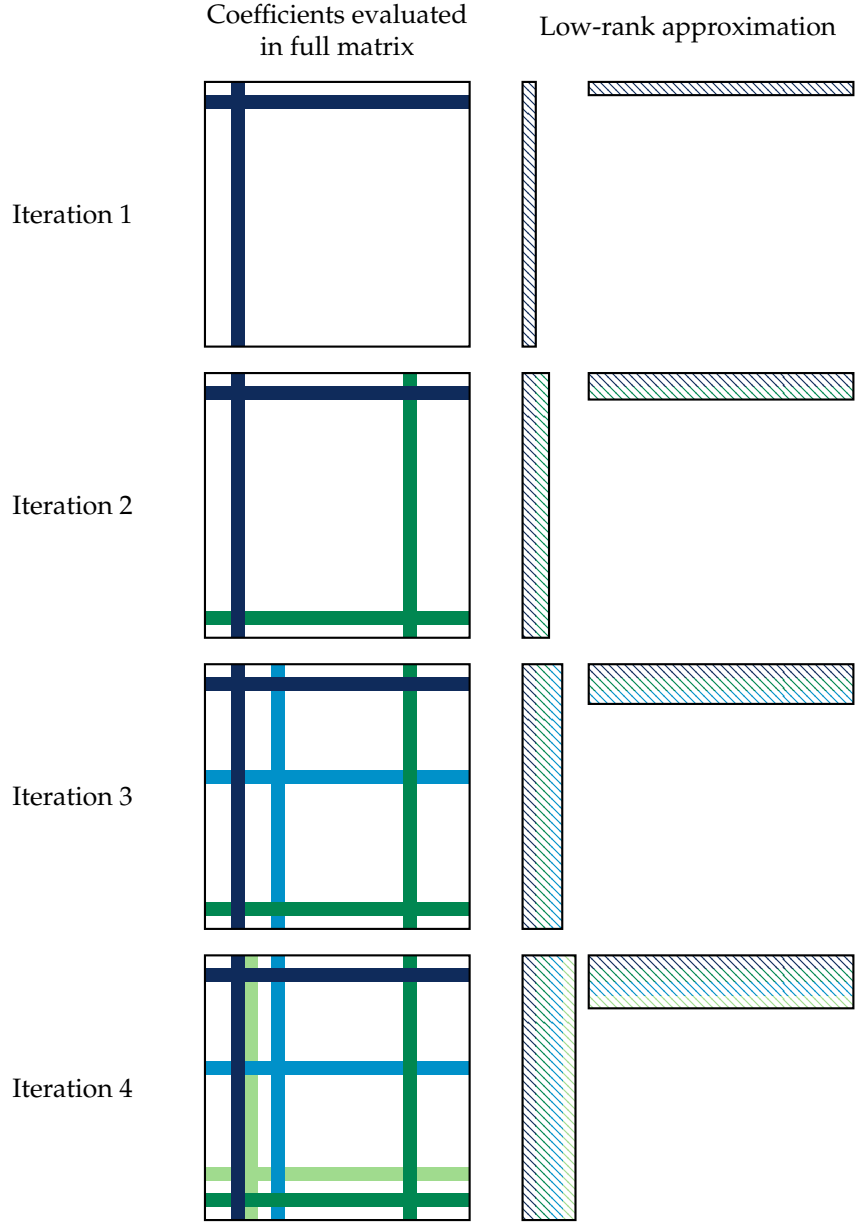 Coefficients evaluated
in full matrix
Low-rank approximation
Iteration 1
Iteration 2
Iteration 3
Iteration 4